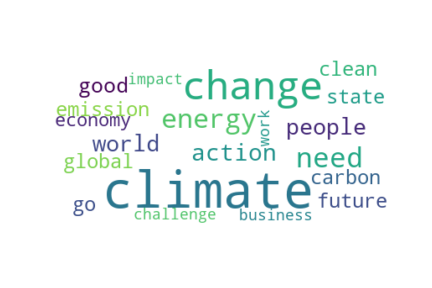 clean
impact
good
change
state
emission
energy
economy
work
people
world
action
need
global
climate
carbon
go
future
challenge
business